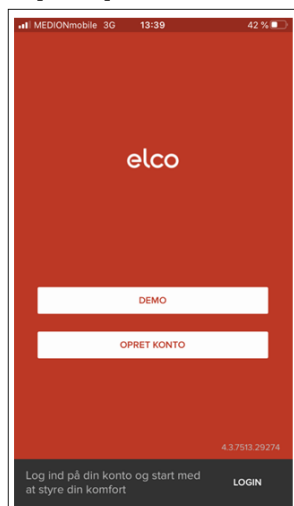 MEDIONmobile 3G 13:39 42 %
elco
DEMO
OPRET KONTO
4.3.7513.29274
Log ind på din konto og start med
at styre din komfort
LOGIN